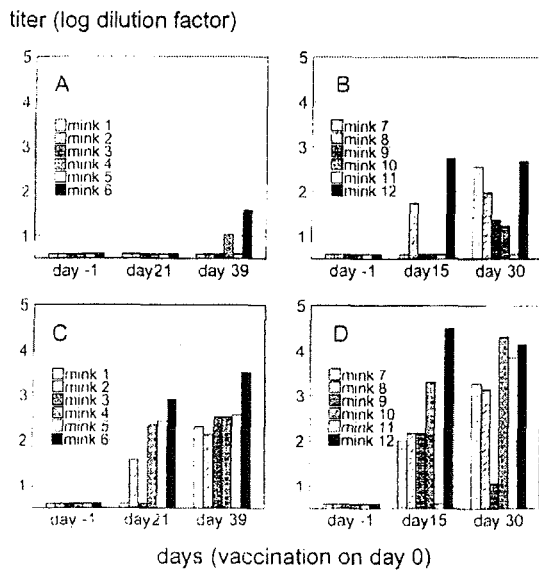 titer (log dilution factor)
5
4
3
2
1
A
mink 1
mink 2
mink 3
mink 4
mink 5
mink 6
day -1
day21
day 39
5
4
3
2
1
B
mink 7
mink 8
mink 9
mink 10
mink 11
mink 12
day -1
day15
day 30
5
4
3
2
1
C
mink 1
mink 2
mink 3
mink 4
mink 5
mink 6
day -1
day21
day 39
5
4
3
2
1
D
mink 7
mink 8
mink 9
mink 10
mink 11
mink 12
day -1
day15
day 30
days (vaccination on day 0)